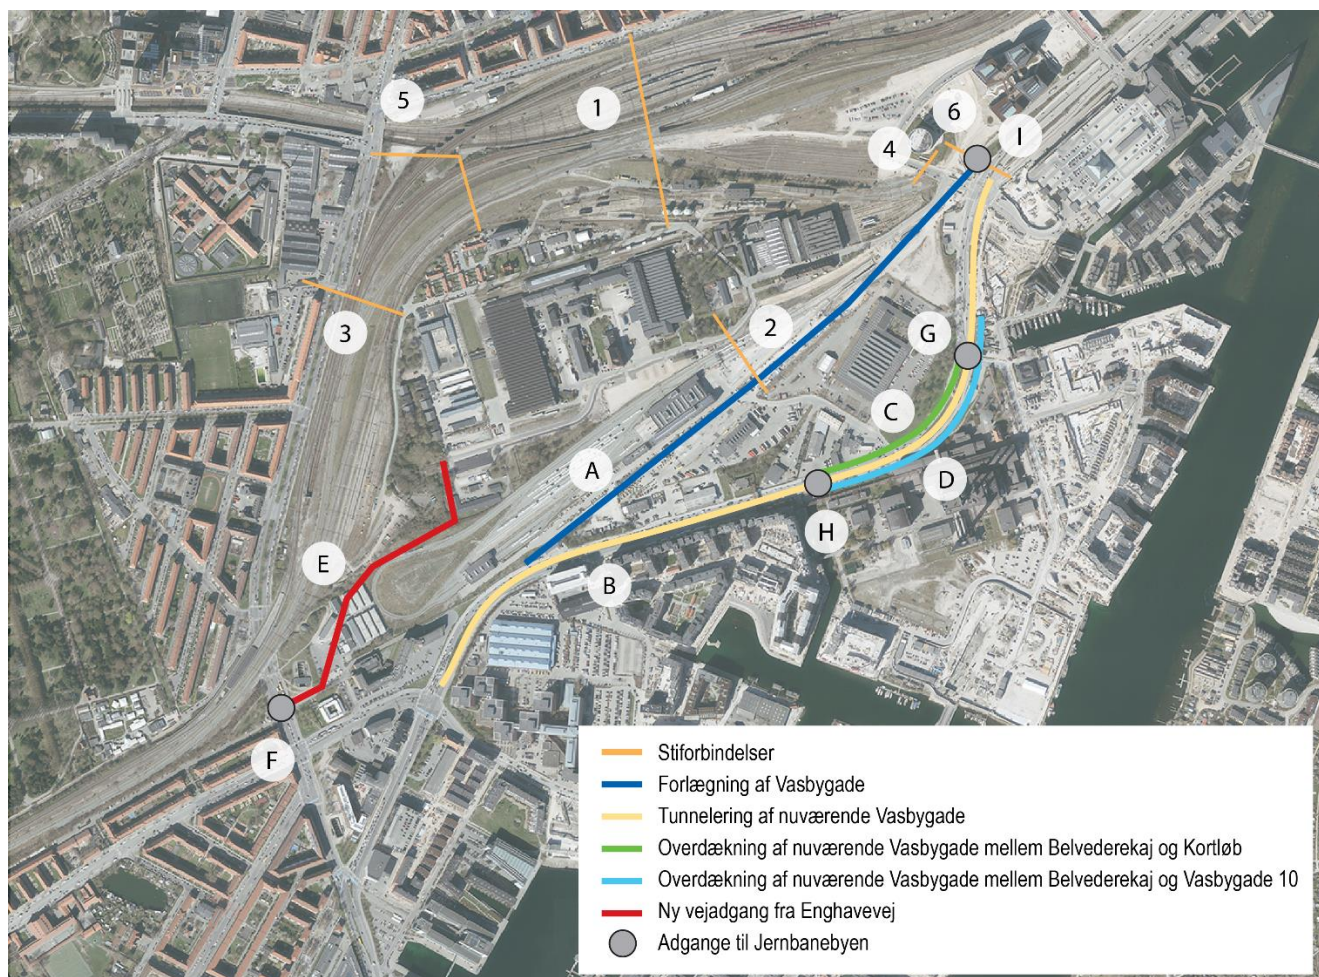 5
1
6
4
I
3
2
G
C
A
D
H
E
B
F
Stiforbindelser
Forlægning af Vasbygade
Tunnelering af nuværende Vasbygade
Overdækning af nuværende Vasbygade mellem Belvederekaj og Kortløb
Overdækning af nuværende Vasbygade mellem Belvederekaj og Vasbygade 10
Ny vejadgang fra Enghavevej
Adgange til Jernbanebyen